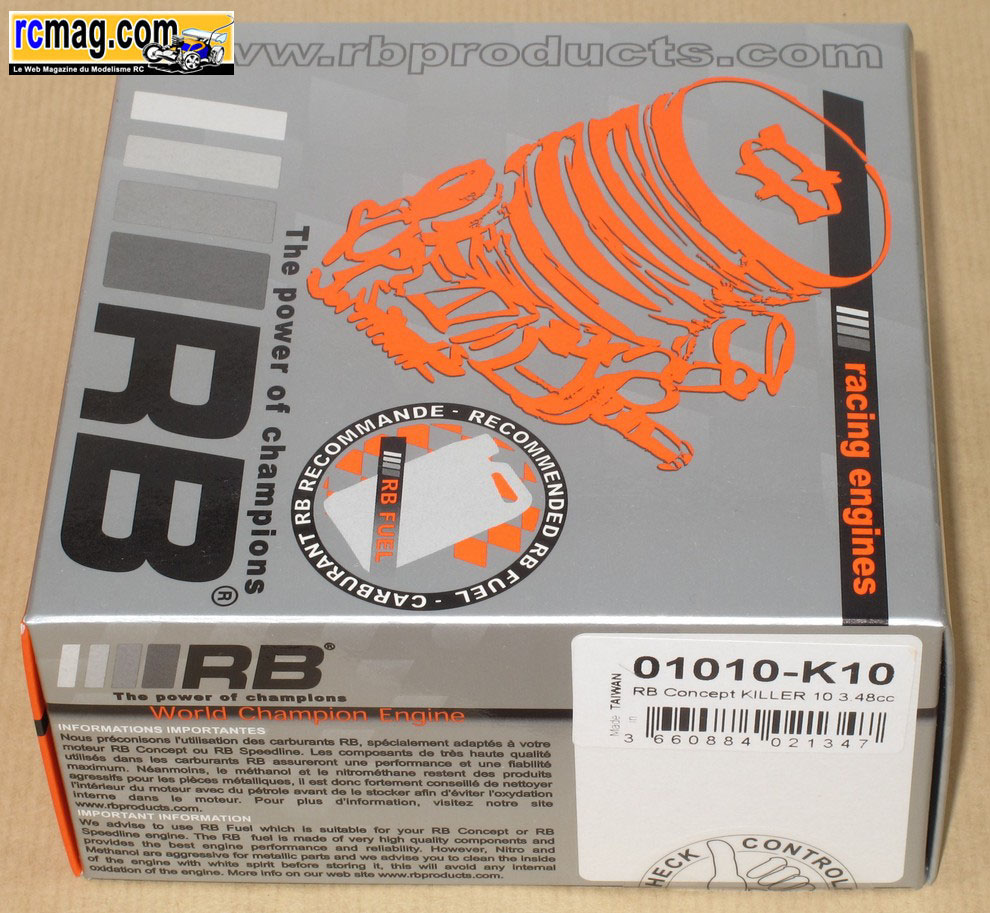 rcmag.com
Le Web Magazine du Modelisme RC
www.rbproducts.com
racing engines
RB®
The power of champions
CARBURANT RB RECOMMANDE - RECOMMENDED RB FUEL -
RB FUEL
RB®
The power of champions
World Champion Engine
INFORMATIONS IMPORTANTES
Nous préconisons l'utilisation des carburants RB, spécialement adaptés à votre
moteur RB Concept ou RB Speedline. Les composants de très haute qualité
utilisés dans les carburants RB assureront une performance et une fiabilité
maximum. Néanmoins, le méthanol et le nitrométhane restent des produits
agressifs pour les pièces métalliques, il est donc fortement conseillé de nettoyer
l'intérieur du moteur avec du pétrole avant de le stocker afin d'éviter l'oxydation
interne dans le moteur. Pour plus d'information, visitez notre site
www.rbproducts.com.
IMPORTANT INFORMATION
We advise to use RB Fuel which is suitable for your RB Concept or RB
Speedline engine. The RB fuel is made of very high quality components and
provides the best engine performance and reliability. However, Nitro and
Methanol are aggressive for metallic parts and we advise you to clean the inside
of the engine with white spirit before storing it, this will avoid any internal
oxidation of the engine. More info on our web site www.rbproducts.com.
01010-K10
RB Concept KILLER 10 3.48cc
Made in TAIWAN
3 660884 021347
CHECK CONTROL